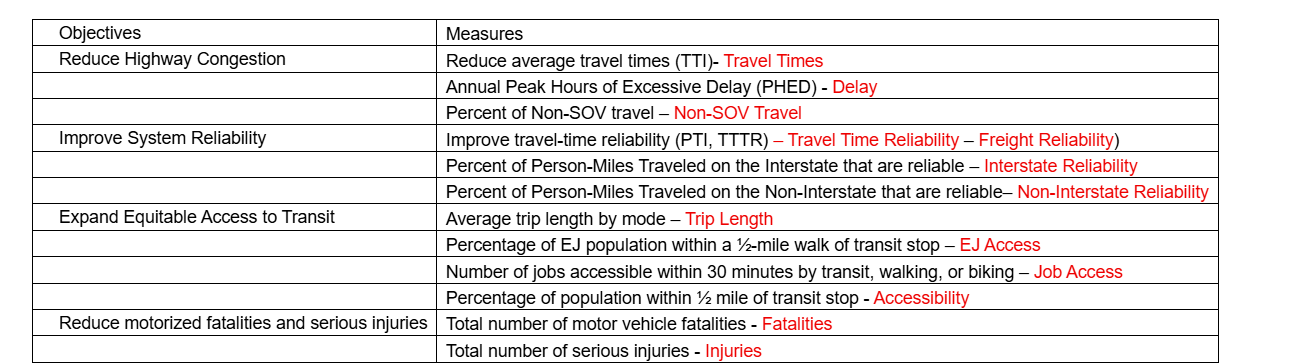 Objectives Measures
Reduce Highway Congestion Reduce average travel times (TTI)- Travel Times
Annual Peak Hours of Excessive Delay (PHED) - Delay
Percent of Non-SOV travel – Non-SOV Travel
Improve System Reliability Improve travel-time reliability (PTI, TTTR) – Travel Time Reliability – Freight Reliability)
Percent of Person-Miles Traveled on the Interstate that are reliable – Interstate Reliability
Percent of Person-Miles Traveled on the Non-Interstate that are reliable– Non-Interstate Reliability
Expand Equitable Access to Transit Average trip length by mode – Trip Length
Percentage of EJ population within a ½-mile walk of transit stop – EJ Access
Number of jobs accessible within 30 minutes by transit, walking, or biking – Job Access
Percentage of population within ½ mile of transit stop - Accessibility
Reduce motorized fatalities and serious injuries Total number of motor vehicle fatalities - Fatalities
Total number of serious injuries - Injuries